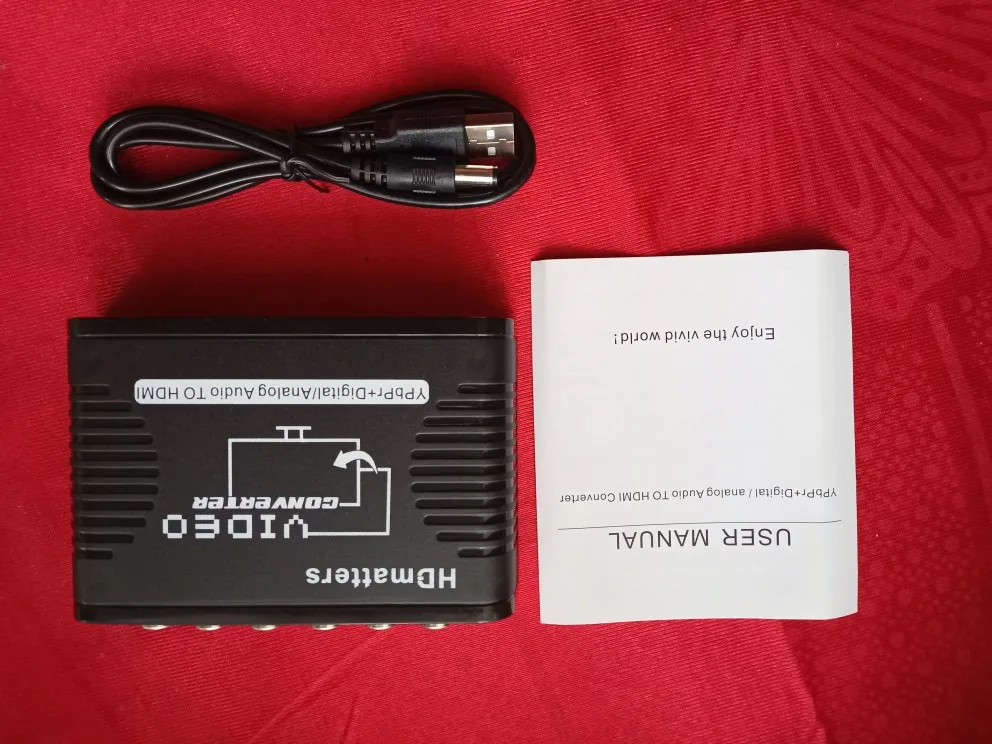 HDmatters
VIDEO
CONVERTER
YPbPr+Digital/Analog Audio TO HDMI
USER MANUAL
YPbPr+Digital / analog Audio TO HDMI Converter
Enjoy the vivid world!